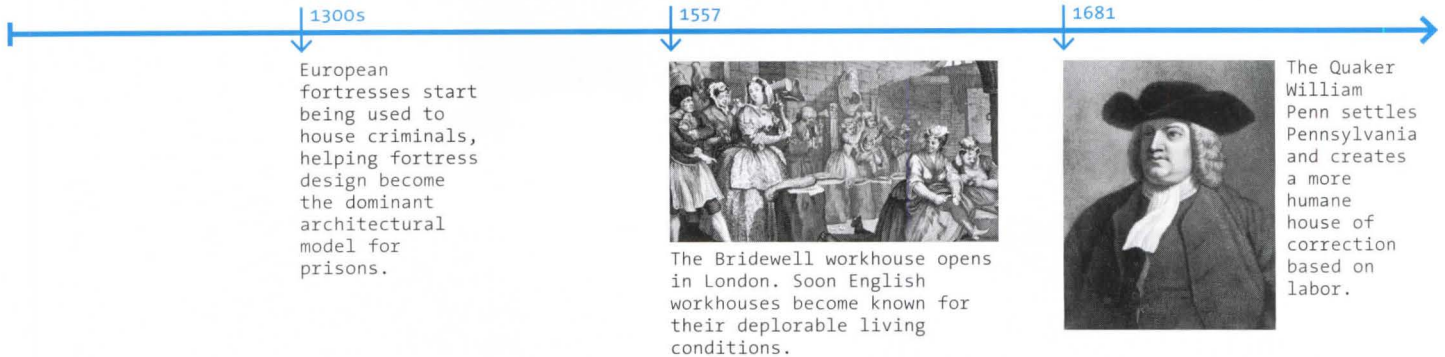 1300s
European
fortresses start
being used to
house criminals,
helping fortress
design become
the dominant
architectural
model for
prisons.
1557
The Bridewell workhouse opens
in London. Soon English
workhouses become known for
their deplorable living
conditions.
1681
The Quaker
William
Penn settles
Pennsylvania
and creates
a more
humane
house of
correction
based on
labor.